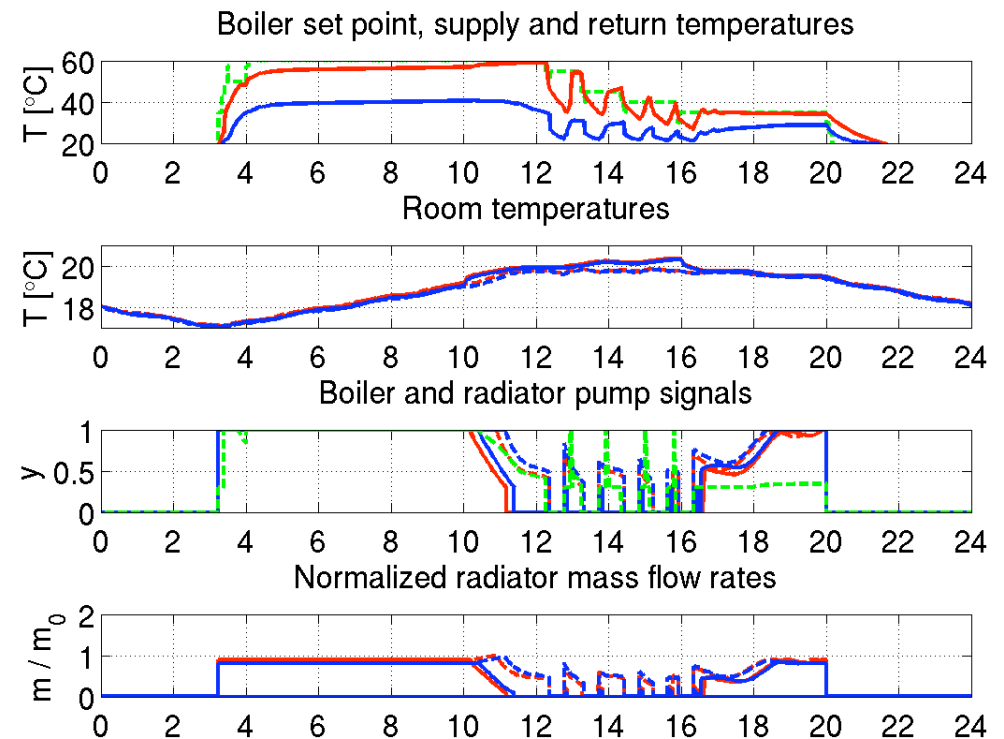 Boiler set point, supply and return temperatures
T [°C]
60
40
20
0 2 4 6 8 10 12 14 16 18 20 22 24
Room temperatures
T [°C]
20
18
0 2 4 6 8 10 12 14 16 18 20 22 24
Boiler and radiator pump signals
y
1
0.5
0
0 2 4 6 8 10 12 14 16 18 20 22 24
Normalized radiator mass flow rates
m / m0
2
1
0
0 2 4 6 8 10 12 14 16 18 20 22 24